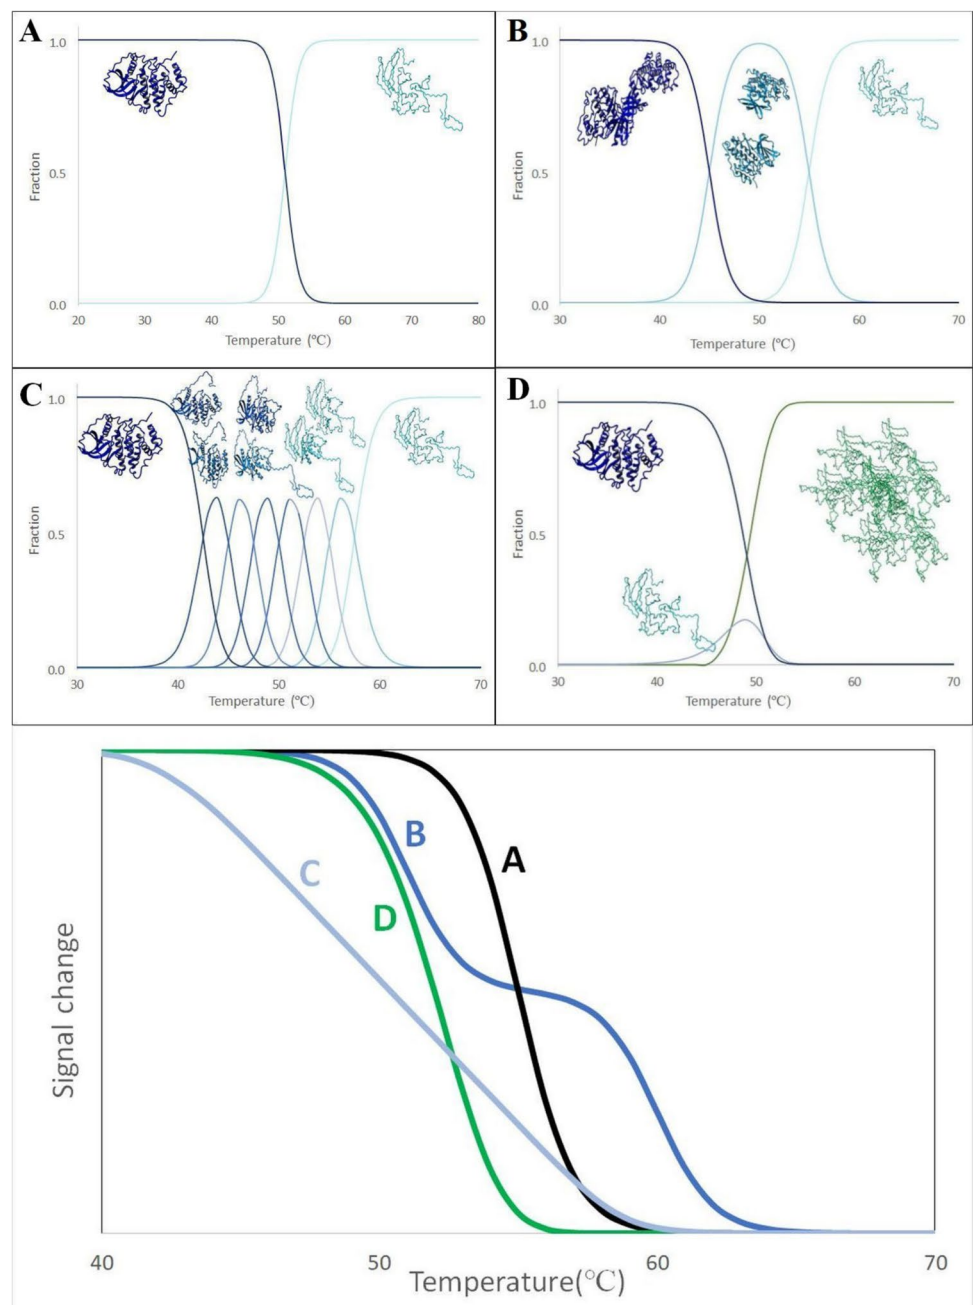 A
1.0
0.5
0.0
Fraction
20 30 40 50 60 70 80
Temperature (°C)
B
1.0
0.5
0.0
Fraction
30 40 50 60 70
Temperature (°C)
C
1.0
0.5
0.0
Fraction
30 40 50 60 70
Temperature (°C)
D
1.0
0.5
0.0
Fraction
30 40 50 60 70
Temperature (°C)
B
A
C
D
Signal change
40 50 60 70
Temperature(°C)